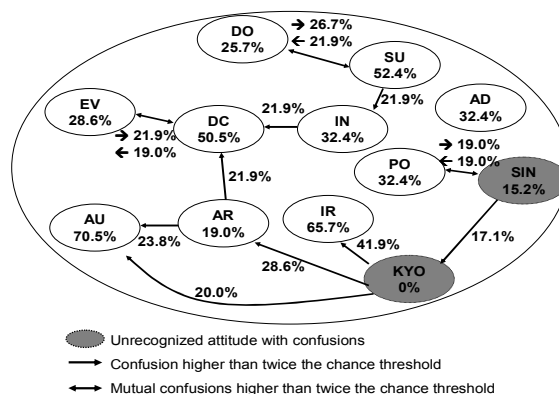 DO
25.7%
→ 26.7%
← 21.9%
SU
52.4%
21.9%
AD
32.4%
EV
28.6%
→ 21.9%
← 19.0%
DC
50.5%
21.9%
IN
32.4%
PO
32.4%
→ 19.0%
← 19.0%
SIN
15.2%
21.9%
AU
70.5%
23.8%
AR
19.0%
IR
65.7%
41.9%
17.1%
28.6%
KYO
0%
20.0%
Unrecognized attitude with confusions
Confusion higher than twice the chance threshold
Mutual confusions higher than twice the chance threshold